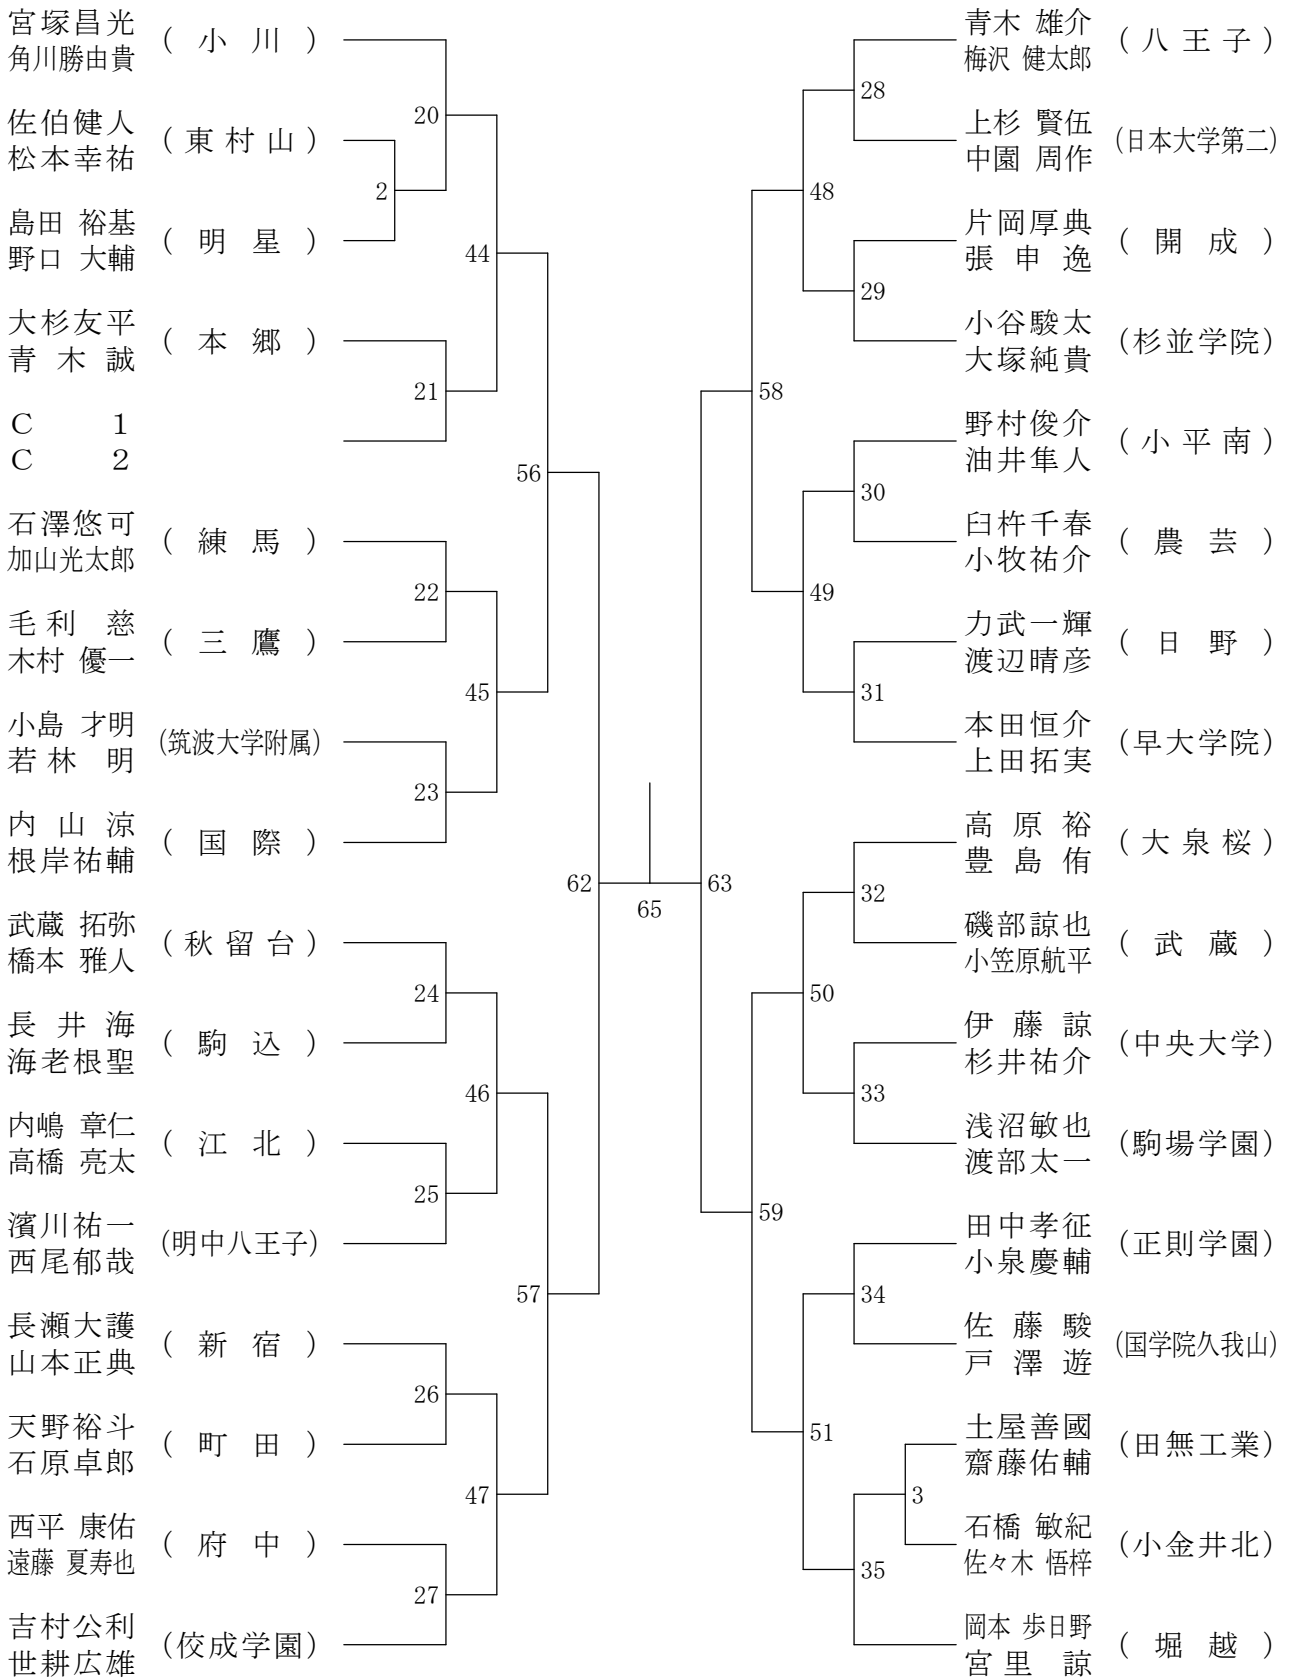 宮塚昌光
角川勝由貴
(小川)
佐伯健人
松本幸祐
(東村山)
島田 裕基
野口 大輔
(明星)
大杉友平
青木誠
(本郷)
C 1
C 2
石澤悠可
加山光太郎
(練馬)
毛利慈
木村 優一
(三鷹)
小島 才明
若林明
(筑波大学附属)
内山涼
根岸祐輔
(国際)
武蔵 拓弥
橋本 雅人
(秋留台)
長井海
海老根聖
(駒込)
内嶋 章仁
高橋 亮太
(江北)
濱川祐一
西尾郁哉
(明中八王子)
長瀬大護
山本正典
(新宿)
天野裕斗
石原卓郎
(町田)
西平 康佑
遠藤 夏寿也
(府中)
吉村公利
世耕広雄
(佼成学園)
2
20
21
22
23
24
25
26
27
44
45
46
47
56
57
62
65
63
58
59
48
49
50
51
28
29
30
31
32
33
34
35
3
青木 雄介
梅沢 健太郎
(八王子)
上杉 賢伍
中園 周作
(日本大学第二)
片岡厚典
張申逸
(開成)
小谷駿太
大塚純貴
(杉並学院)
野村俊介
油井隼人
(小平南)
臼杵千春
小牧祐介
(農芸)
力武一輝
渡辺晴彦
(日野)
本田恒介
上田拓実
(早大学院)
高原裕
豊島侑
(大泉桜)
磯部諒也
小笠原航平
(武蔵)
伊藤諒
杉井祐介
(中央大学)
浅沼敏也
渡部太一
(駒場学園)
田中孝征
小泉慶輔
(正則学園)
佐藤駿
戸澤遊
(国学院久我山)
土屋善國
齋藤佑輔
(田無工業)
石橋 敏紀
佐々木 悟梓
(小金井北)
岡本 歩日野
宮里諒
(堀越)